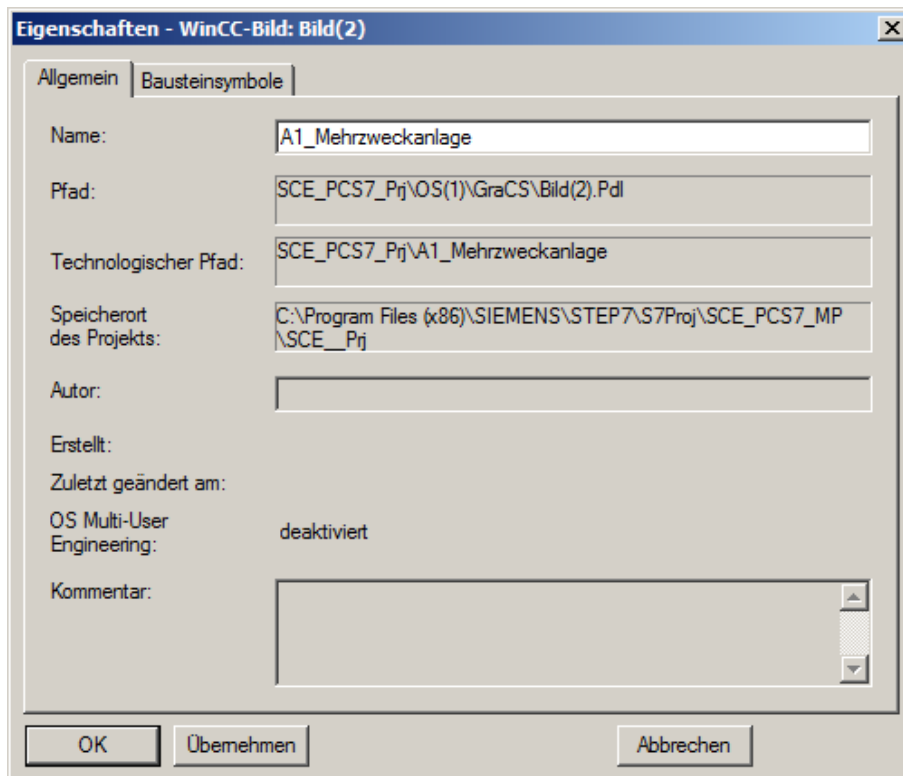 Eigenschaften - WinCC-Bild: Bild(2)
Allgemein
Bausteinsymbole
Name:
A1_Mehrzweckanlage
Pfad:
SCE_PCS7_Prj\OS(1)\GraCS\Bild(2).Pdl
Technologischer Pfad:
SCE_PCS7_Prj\A1_Mehrzweckanlage
Speicherort
des Projekts:
C:\Program Files (x86)\SIEMENS\STEP7\S7Proj\SCE_PCS7_MP
\SCE__Prj
Autor:
Erstellt:
Zuletzt geändert am:
OS Multi-User
Engineering:
deaktiviert
Kommentar:
OK
Übernehmen
Abbrechen